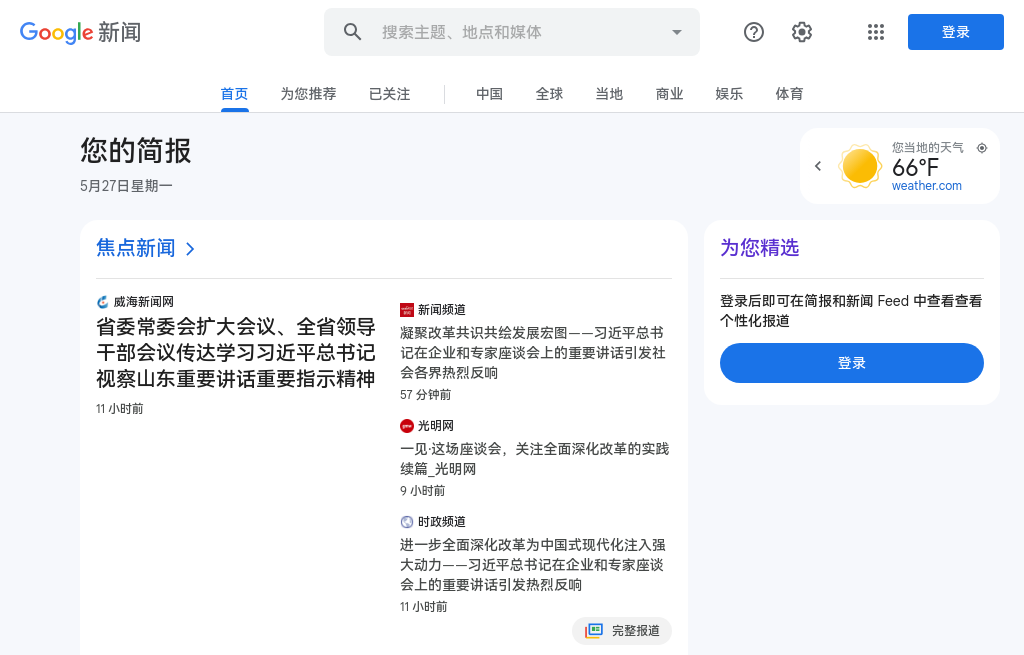 Google 新闻
搜索主题、地点和媒体
登录
首页
为您推荐
已关注
中国
全球
当地
商业
娱乐
体育
您的简报
5月27日星期一
您当地的天气
66°F
weather.com
焦点新闻
威海新闻网
省委常委会扩大会议、全省领导
干部会议传达学习习近平总书记
视察山东重要讲话重要指示精神
11 小时前
新闻频道
凝聚改革共识共绘发展宏图——习近平总书
记在企业和专家座谈会上的重要讲话引发社
会各界热烈反响
57 分钟前
光明网
一见·这场座谈会，关注全面深化改革的实践
续篇_光明网
9 小时前
时政频道
进一步全面深化改革为中国式现代化注入强
大动力——习近平总书记在企业和专家座谈
会上的重要讲话引发热烈反响
11 小时前
完整报道
为您精选
登录后即可在简报和新闻 Feed 中查看查看
个性化报道
登录